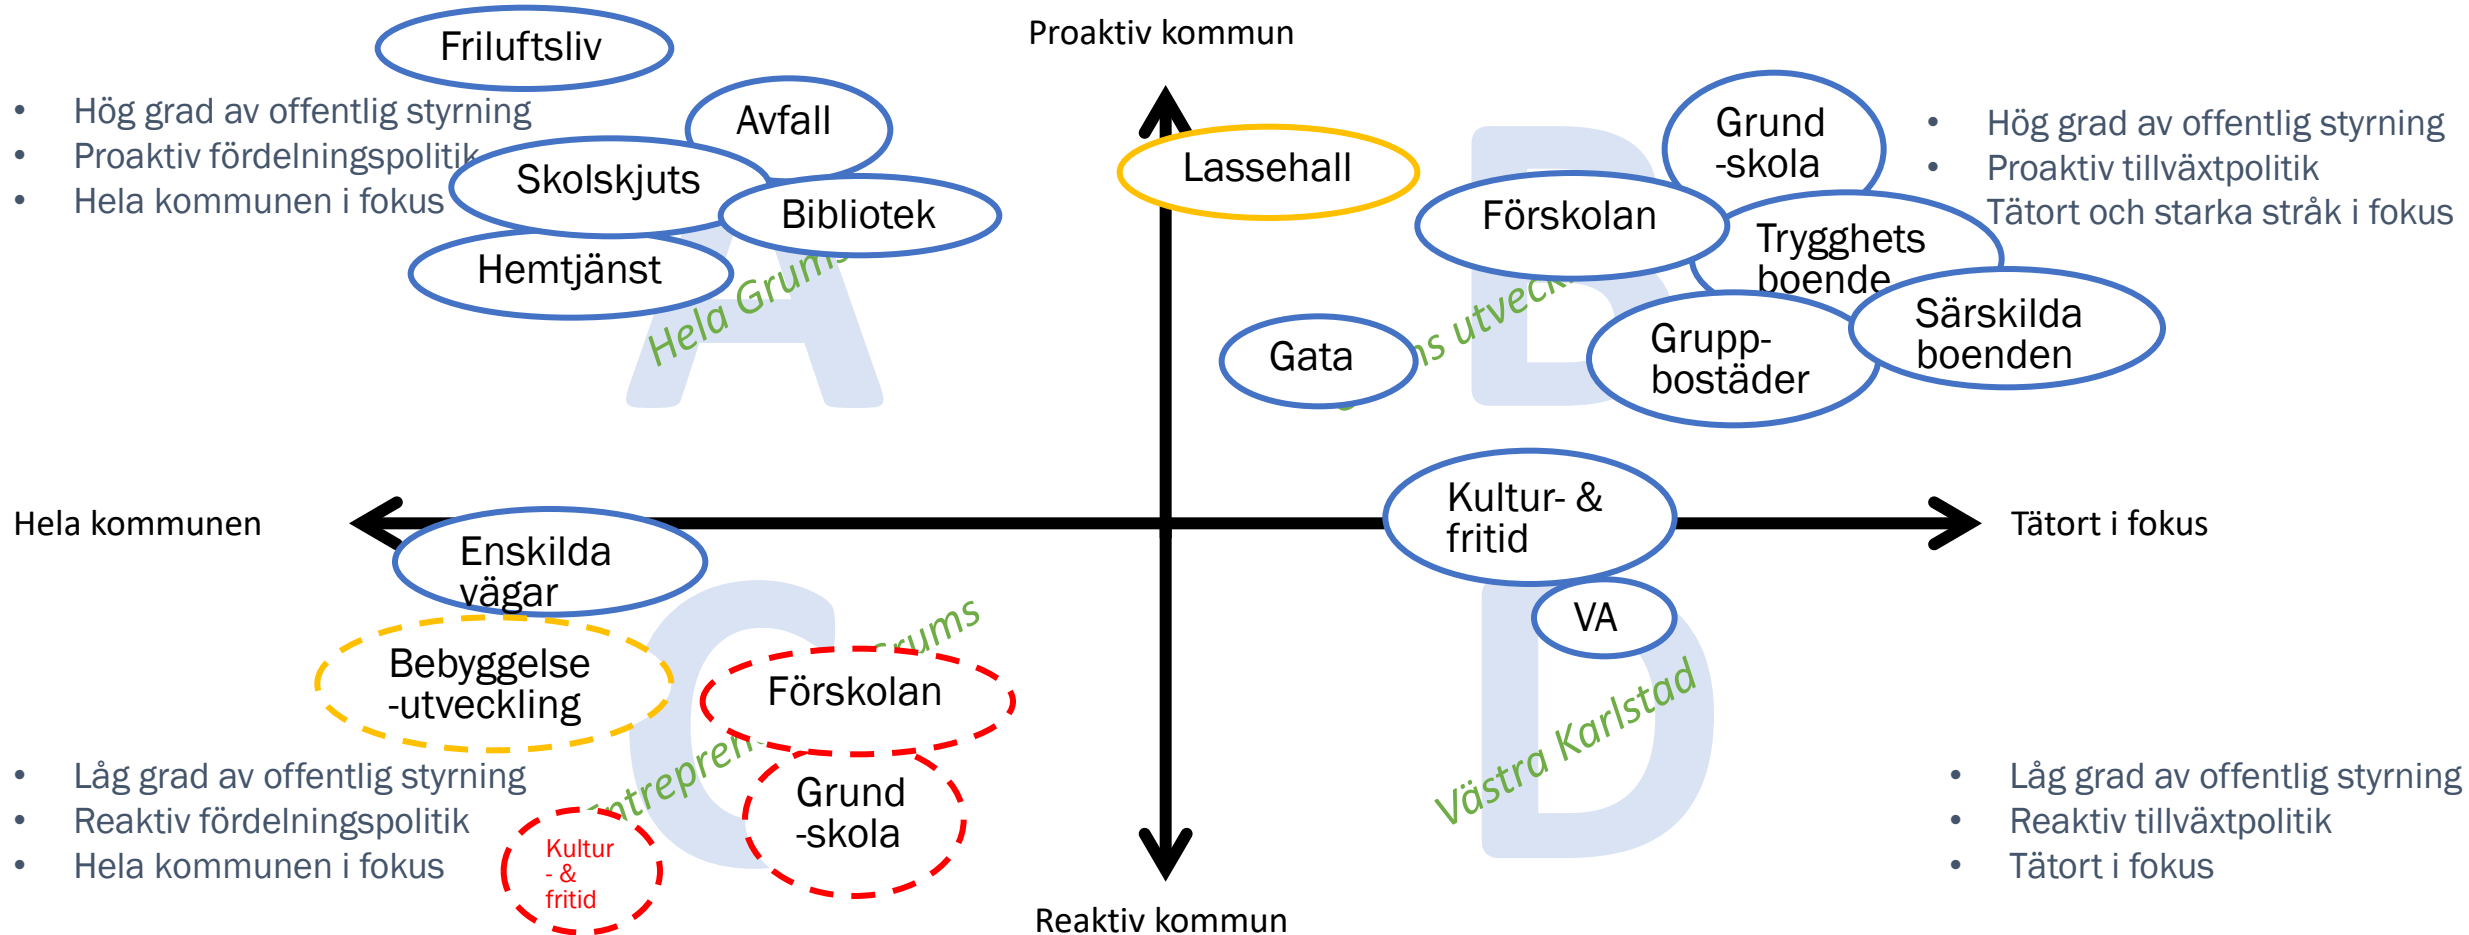 Proaktiv kommun
Friluftsliv
• Hög grad av offentlig styrning
• Proaktiv fördelningspolitik
• Hela kommunen i fokus
Avfall
Skolskjuts
Bibliotek
Hemtjänst
A
Hela Grums
Lassehall
Grund
-skola
Förskolan
Trygghets
boende
Särskilda
boenden
Grupp-
bostäder
Gata
B
• Hög grad av offentlig styrning
• Proaktiv tillväxtpolitik
Tätort och starka stråk i fokus
Hela kommunen
Tätort i fokus
Kultur- &
fritid
VA
Enskilda
vägar
Bebyggelse
-utveckling
C
Förskolan
Grund
-skola
Kultur
- &
fritid
D
Västra Karlstad
• Låg grad av offentlig styrning
• Reaktiv fördelningspolitik
• Hela kommunen i fokus
• Låg grad av offentlig styrning
• Reaktiv tillväxtpolitik
• Tätort i fokus
Reaktiv kommun